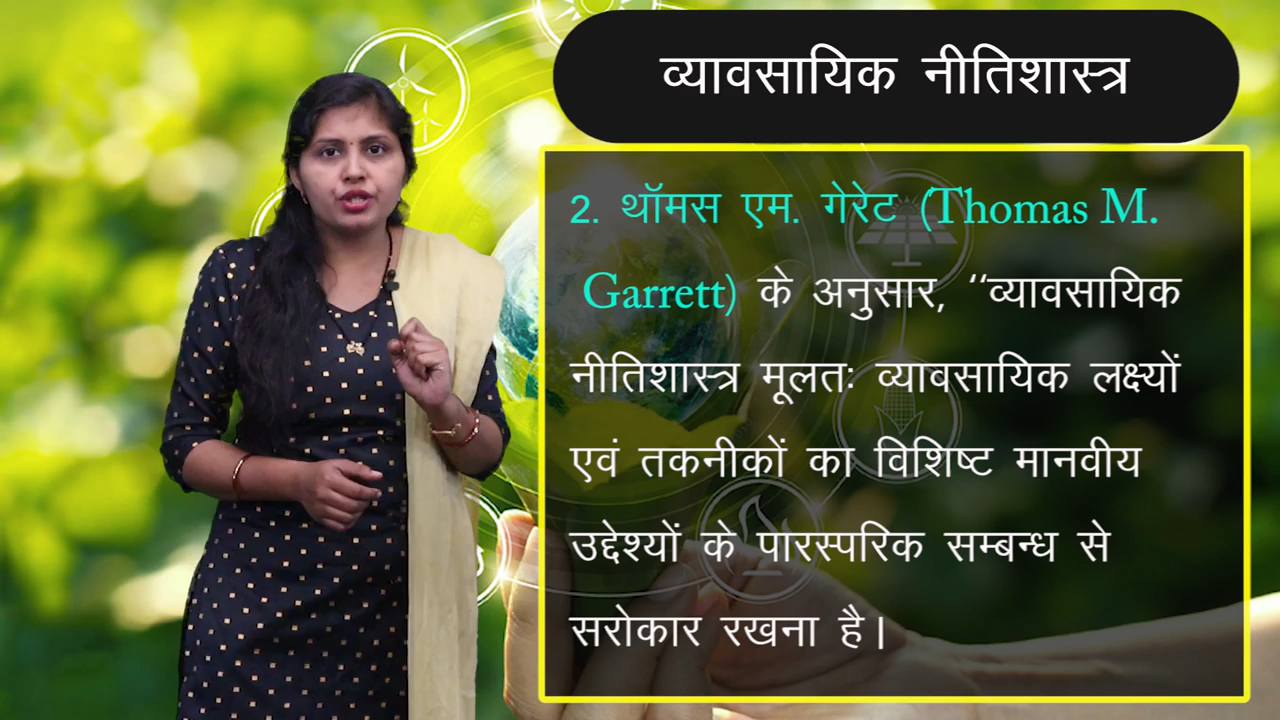 व्यावसायिक नीतिशास्त्र
2. थॉमस एम. गेरेट (Thomas M.
Garrett) के अनुसार, ‘‘व्यावसायिक
नीतिशास्त्र मूलतः व्यावसायिक लक्ष्यों
एवं तकनीकों का विशिष्ट मानवीय
उद्देश्यों के पारस्परिक सम्बन्ध से
सरोकार रखना है।